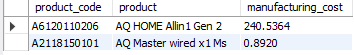 product_code product manufacturing_cost
A6120110206 AQ HOME Allin1 Gen 2 240.5364
A2118150101 AQ Master wired x1 Ms 0.8920